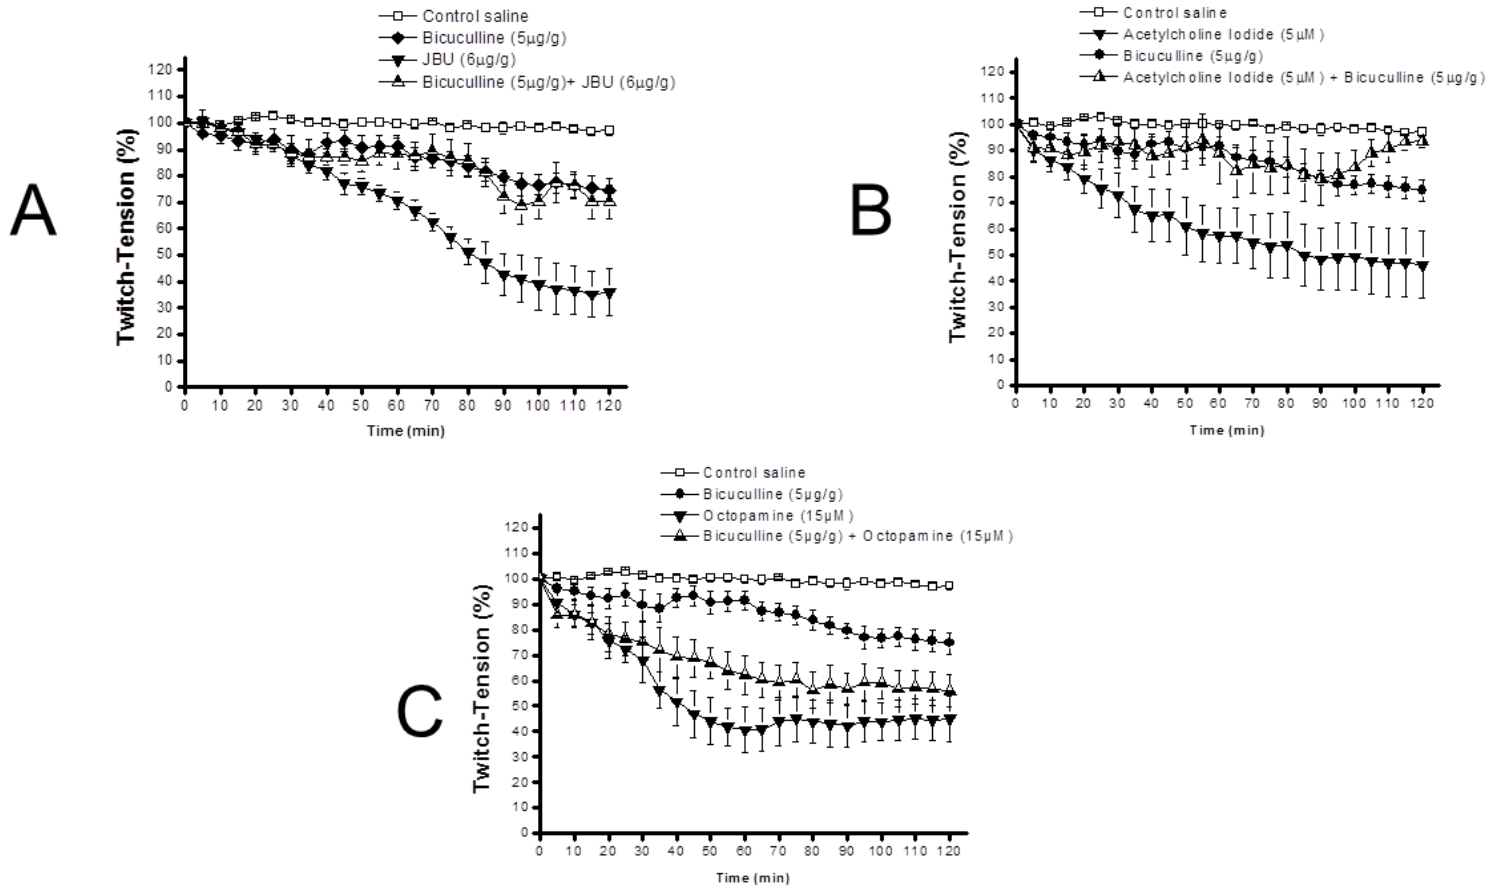 Control saline
Bicuculline (5µg/g)
JBU (6µg/g)
Bicuculline (5µg/g)+ JBU (6µg/g)
A
Twitch-Tension (%)
120
110
100
90
80
70
60
50
40
30
20
10
0
0 10 20 30 40 50 60 70 80 90 100 110 120
Time (min)
Control saline
Acetylcholine Iodide (5µM)
Bicuculline (5µg/g)
Acetylcholine Iodide (5µM) + Bicuculline (5µg/g)
B
Twitch-Tension (%)
120
110
100
90
80
70
60
50
40
30
20
10
0
0 10 20 30 40 50 60 70 80 90 100 110 120
Time (min)
Control saline
Bicuculline (5µg/g)
Octopamine (15µM)
Bicuculline (5µg/g) + Octopamine (15µM)
C
Twitch-Tension (%)
120
110
100
90
80
70
60
50
40
30
20
10
0
0 10 20 30 40 50 60 70 80 90 100 110 120
Time (min)